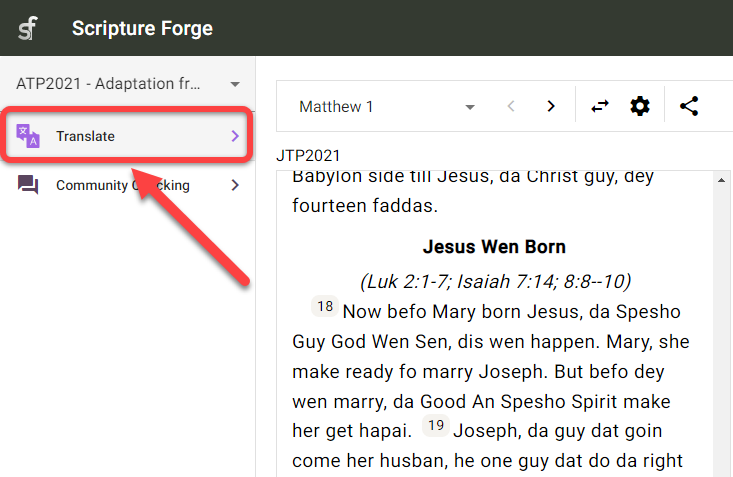 sf
Scripture Forge
ATP2021 - Adaptation fr...
Translate
Community Checking
Matthew 1
JTP2021
Babylon side till Jesus, da Christ guy, dey
fourteen faddas.
Jesus Wen Born
(Luk 2:1-7; Isaiah 7:14; 8:8--10)
18 Now befo Mary born Jesus, da Spesho
Guy God Wen Sen, dis wen happen. Mary, she
make ready fo marry Joseph. But befo dey
wen marry, da Good An Spesho Spirit make
her get hapai. 19 Joseph, da guy dat goin
come her husban, he one guy dat do da right